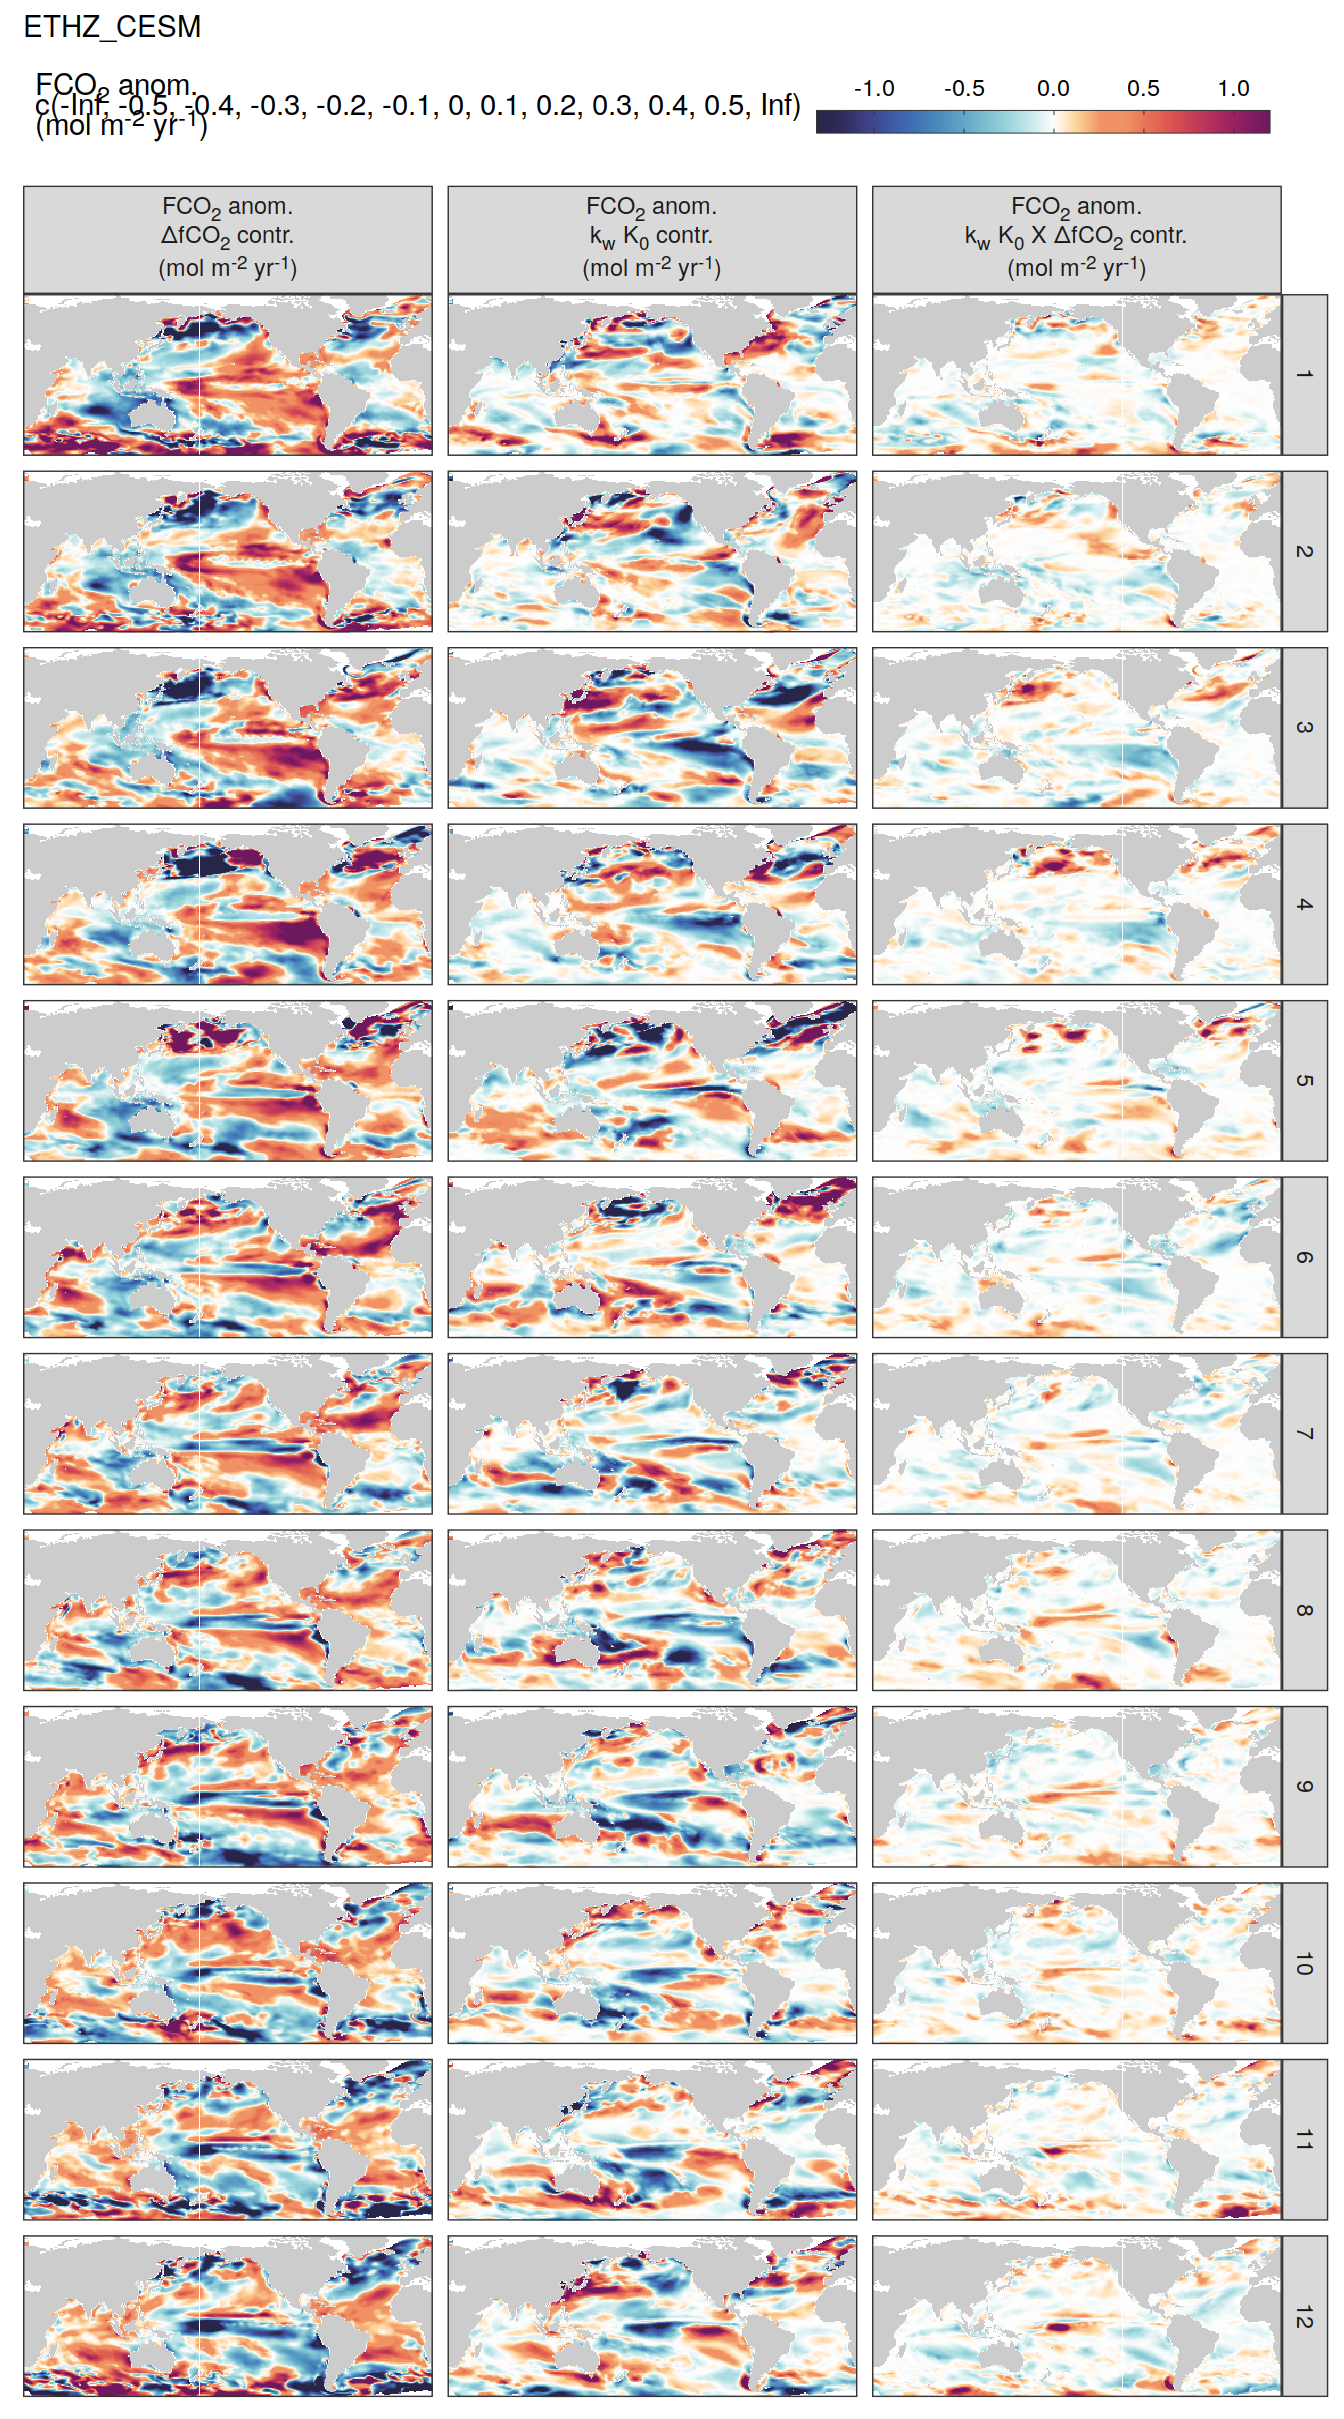 ETHZ_CESM
FCO₂ anom.
c(-Inf, -0.5, -0.4, -0.3, -0.2, -0.1, 0, 0.1, 0.2, 0.3, 0.4, 0.5, Inf)
(mol m⁻² yr⁻¹)
-1.0 -0.5 0.0 0.5 1.0
FCO₂ anom.
ΔfCO₂ contr.
(mol m⁻² yr⁻¹)
FCO₂ anom.
k_w K₀ contr.
(mol m⁻² yr⁻¹)
FCO₂ anom.
k_w K₀ X ΔfCO₂ contr.
(mol m⁻² yr⁻¹)
1
2
3
4
5
6
7
8
9
10
11
12